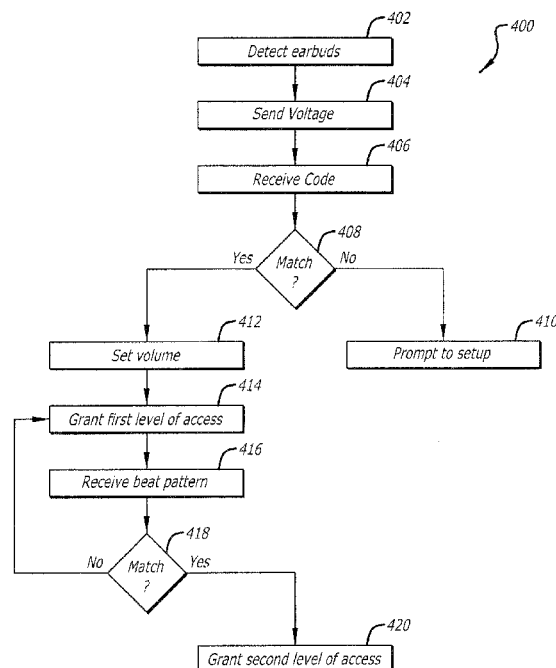 402
400
Detect earbuds
404
Send Voltage
406
Receive Code
408
Yes
Match
?
No
412
410
Set volume
Prompt to setup
414
Grant first level of access
416
Receive beat pattern
418
No
Match
?
Yes
420
Grant second level of access